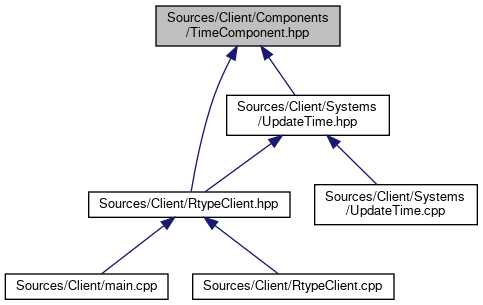 Sources/Client/Components
/TimeComponent.hpp
Sources/Client/Systems
/UpdateTime.hpp
Sources/Client/RtypeClient.hpp
Sources/Client/Systems
/UpdateTime.cpp
Sources/Client/main.cpp
Sources/Client/RtypeClient.cpp